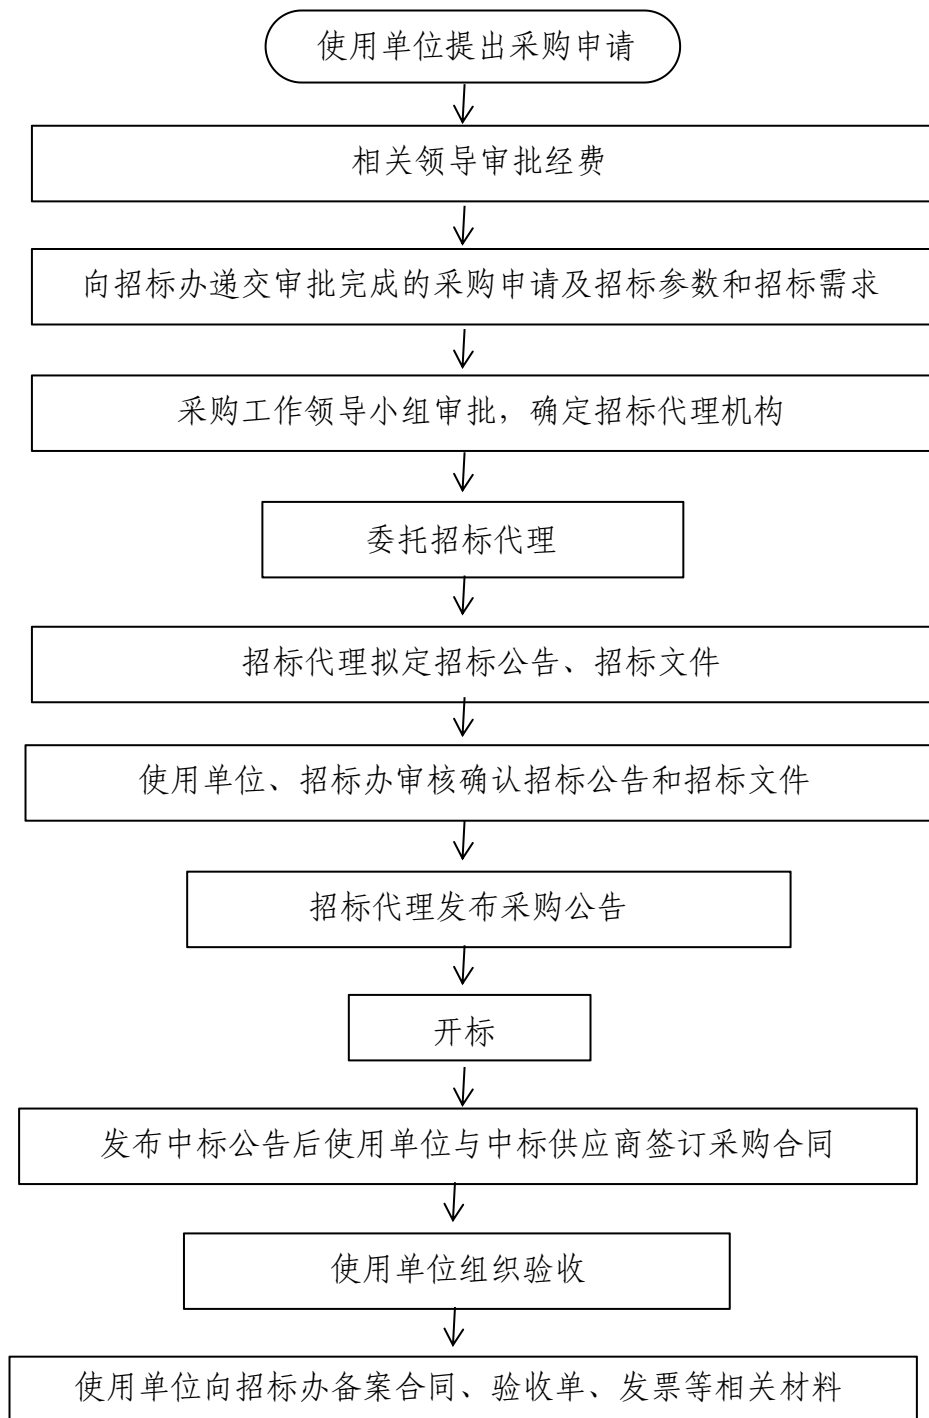 使用单位提出采购申请
相关领导审批经费
向招标办递交审批完成的采购申请及招标参数和招标需求
采购工作领导小组审批，确定招标代理机构
委托招标代理
招标代理拟定招标公告、招标文件
使用单位、招标办审核确认招标公告和招标文件
招标代理发布采购公告
开标
发布中标公告后使用单位与中标供应商签订采购合同
使用单位组织验收
使用单位向招标办备案合同、验收单、发票等相关材料